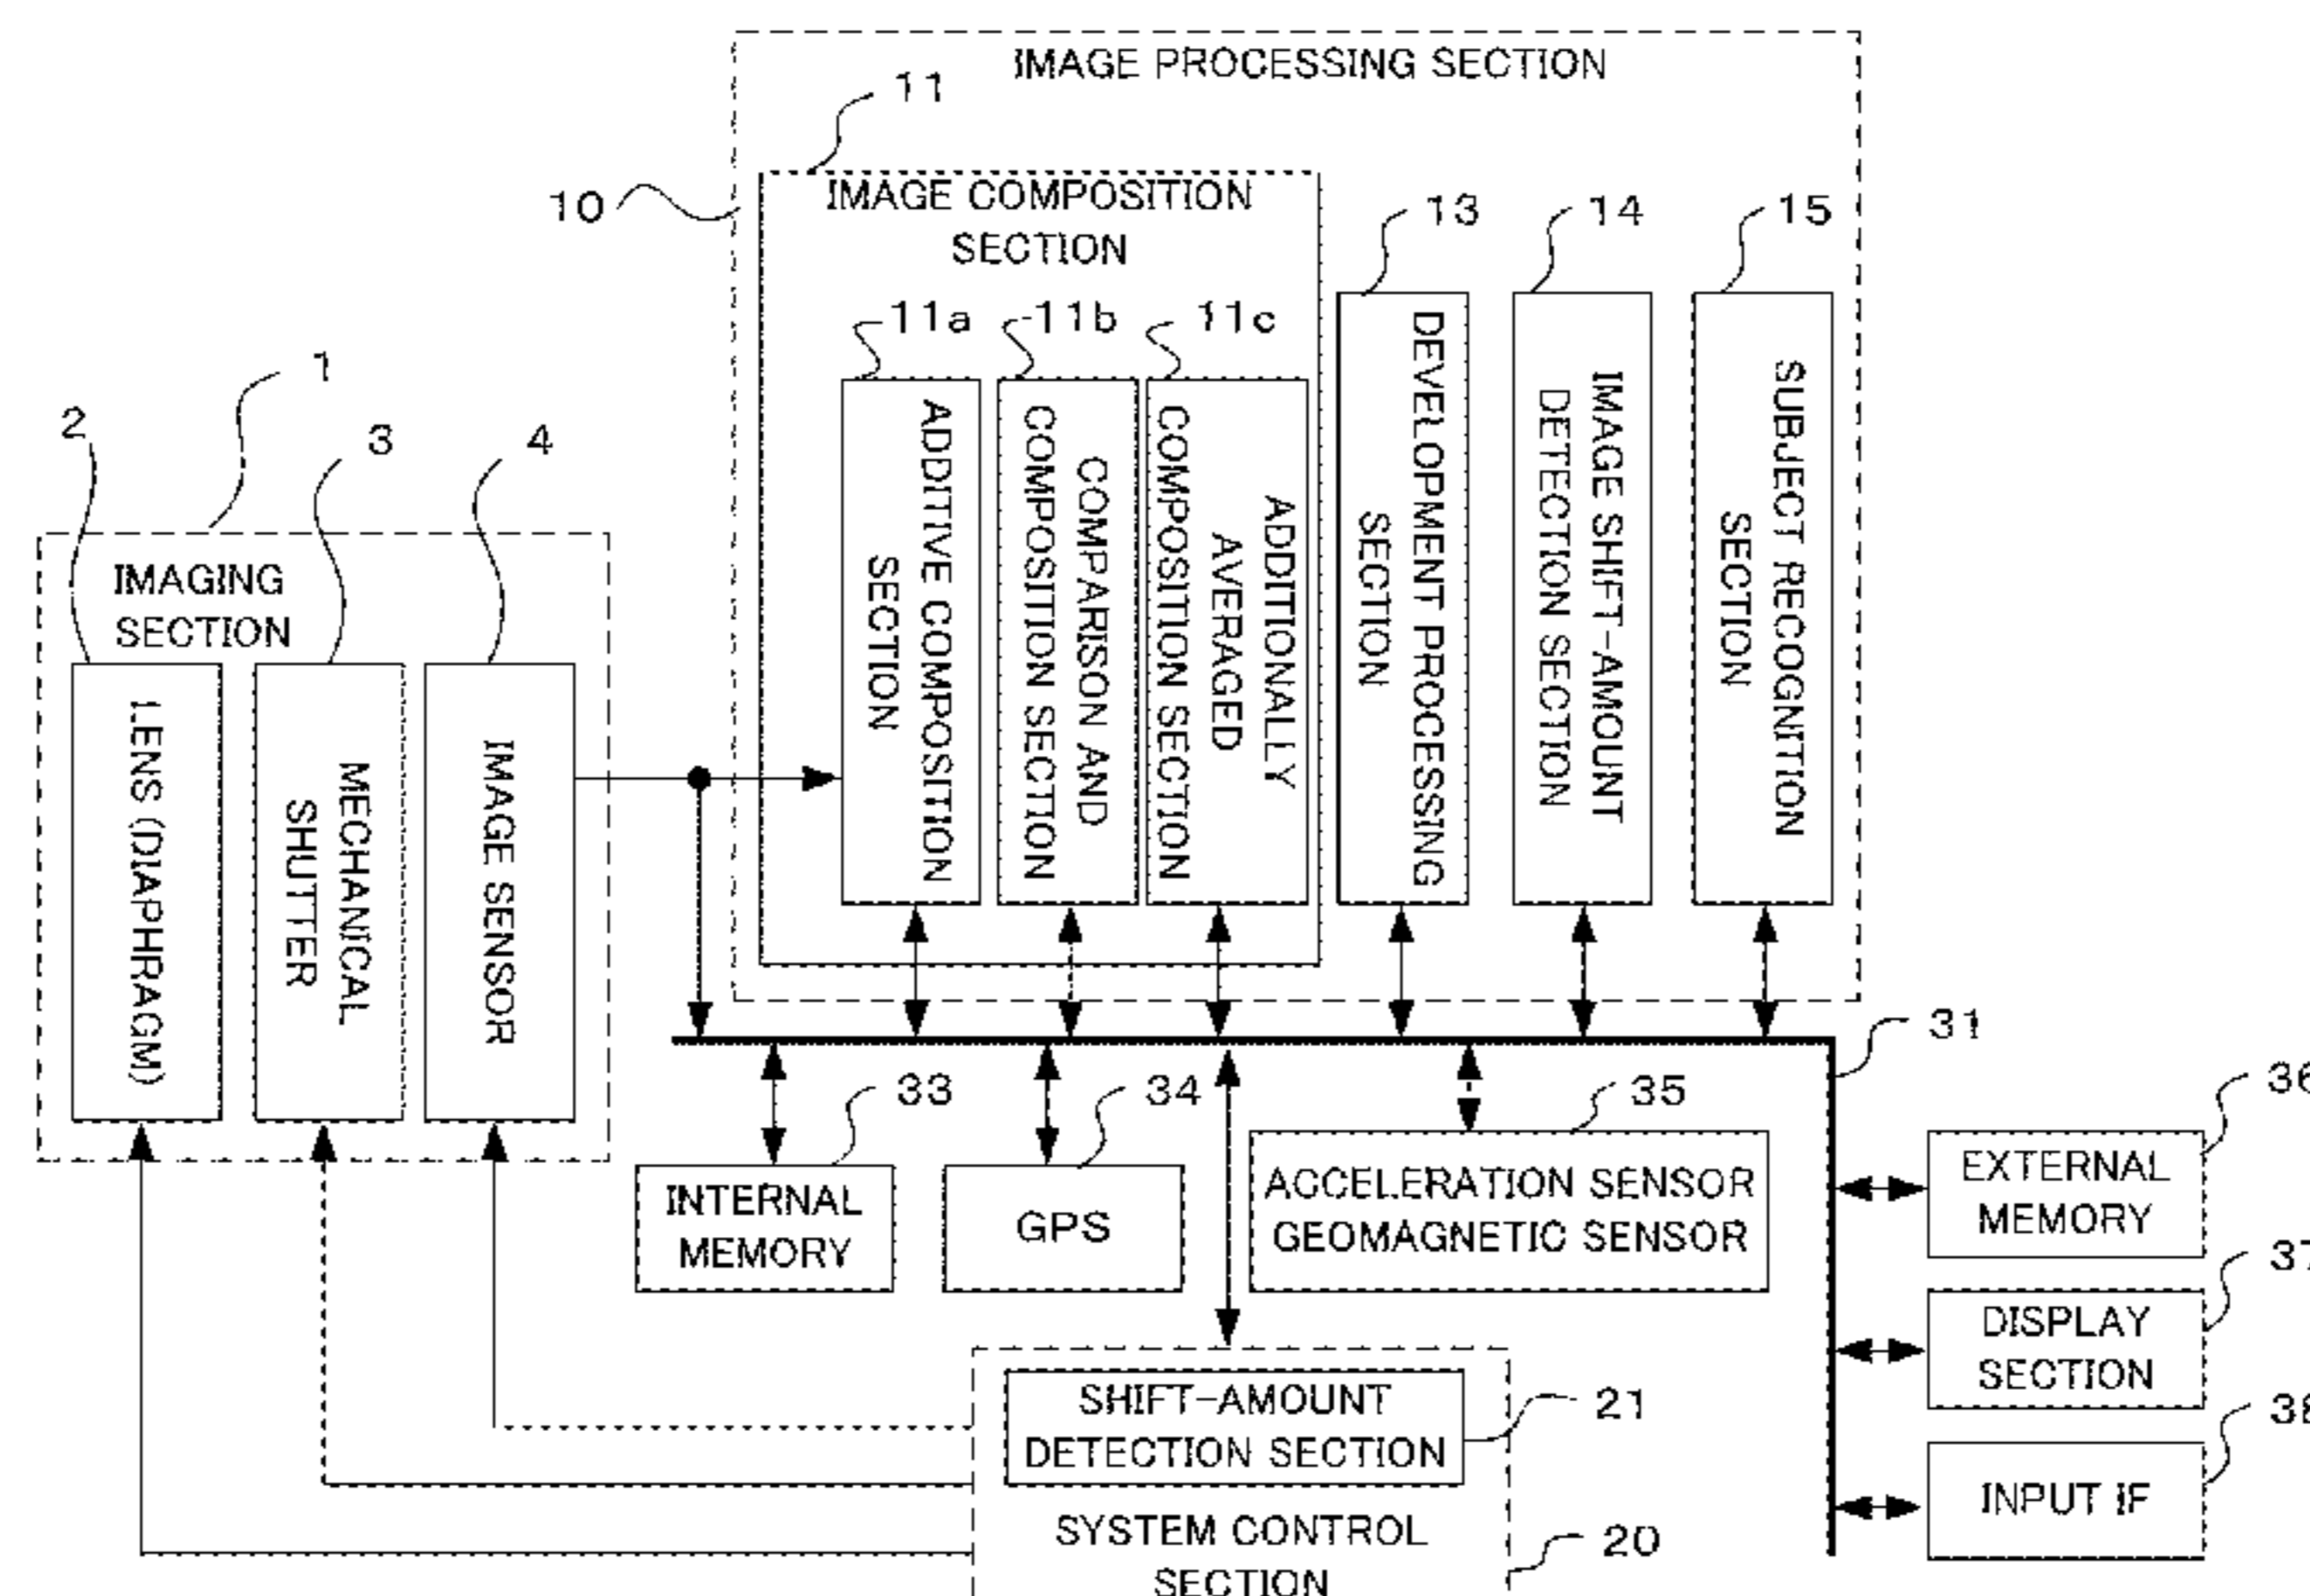 IMAGE PROCESSING SECTION
11
10
IMAGE COMPOSITION
SECTION
13
14
15
11a
11b
11c
ADDITIVE COMPOSITION
SECTION
COMPARISON AND
COMPOSITION SECTION
ADDITIONALLY
AVERAGED
COMPOSITION SECTION
DEVELOPMENT PROCESSING
SECTION
IMAGE SHIFT-AMOUNT
DETECTION SECTION
SUBJECT RECOGNITION
SECTION
1
2
3
4
IMAGING
SECTION
LENS (DIAPHRAGM)
MECHANICAL
SHUTTER
IMAGE SENSOR
31
33
34
35
36
INTERNAL
MEMORY
GPS
ACCELERATION SENSOR
GEOMAGNETIC SENSOR
EXTERNAL
MEMORY
37
DISPLAY
SECTION
38
INPUT IF
SHIFT-AMOUNT
DETECTION SECTION
21
SYSTEM CONTROL
SECTION
20